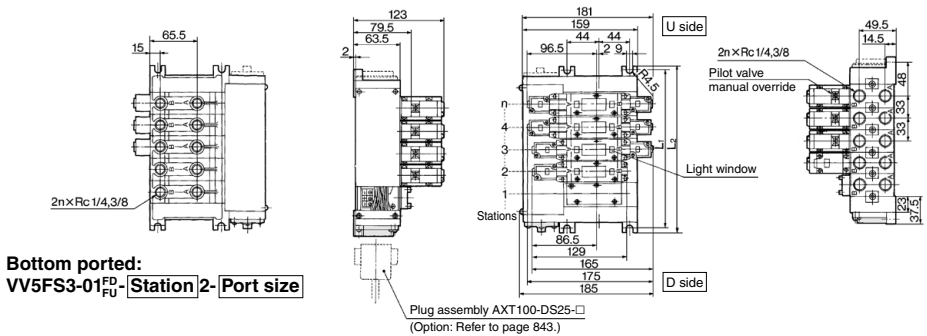 65.5
15
2n×Rc 1/4,3/8
Bottom ported:
VV5FS3-01FD FU-Station 2- Port size
123
79.5
63.5
2
Plug assembly AXT100-DS25-□
(Option: Refer to page 843.)
181
159
44 44
96.5 2 9
R4.5
U side
n
4
3
2
1
Stations
L1
L2
Light window
86.5
129
165
175
185
D side
49.5
14.5
2n×Rc1/4,3/8
Pilot valve
manual override
48
33
33
23
37.5